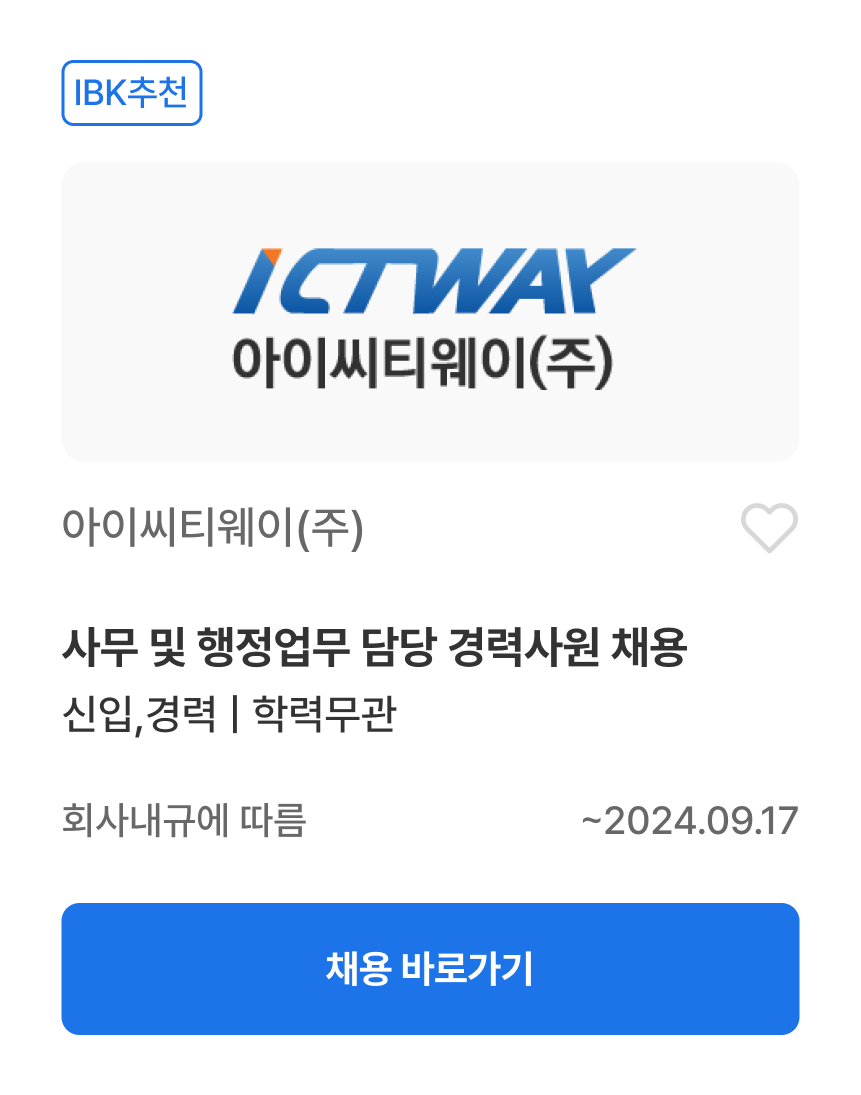 IBK추천
ICTWAY
아이씨티웨이(주)
아이씨티웨이(주)
사무 및 행정업무 담당 경력사원 채용
신입,경력 | 학력무관
회사내규에 따름
~2024.09.17
채용 바로가기